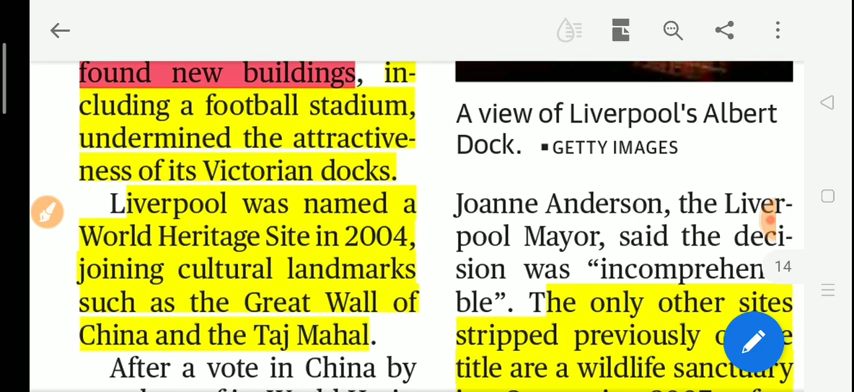 found new buildings, in-
cluding a football stadium,
undermined the attractive-
ness of its Victorian docks.
Liverpool was named a
World Heritage Site in 2004,
joining cultural landmarks
such as the Great Wall of
China and the Taj Mahal.
After a vote in China by
A view of Liverpool's Albert
Dock. ▪ GETTY IMAGES
Joanne Anderson, the Liver-
pool Mayor, said the deci-
sion was “incomprehen
ble”. The only other sites
stripped previously
title are a wildlife sanctuary
14